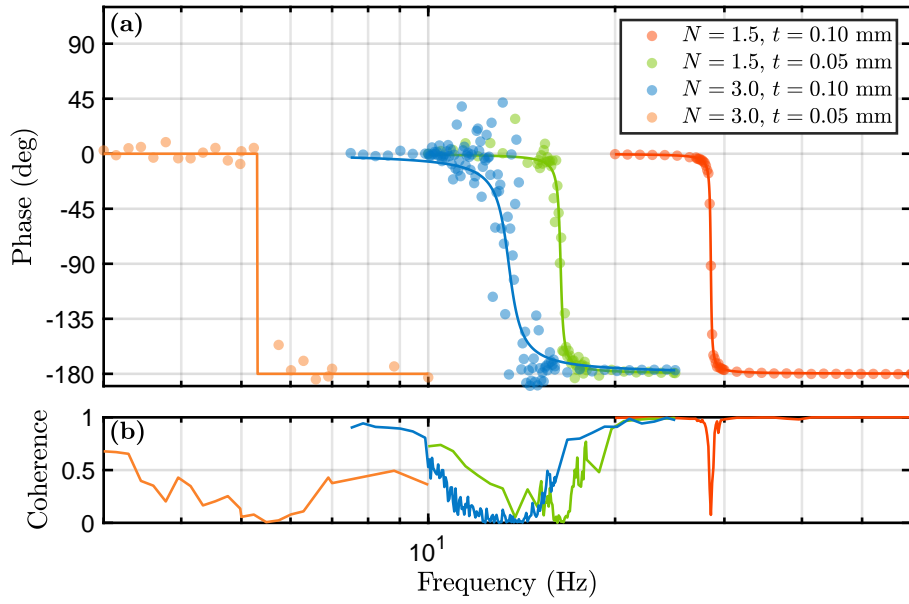 (a)
N = 1.5, t = 0.10 mm
N = 1.5, t = 0.05 mm
N = 3.0, t = 0.10 mm
N = 3.0, t = 0.05 mm
Phase (deg)
90
45
0
-45
-90
-135
-180
(b)
Coherence
1
0.5
0
10¹
Frequency (Hz)